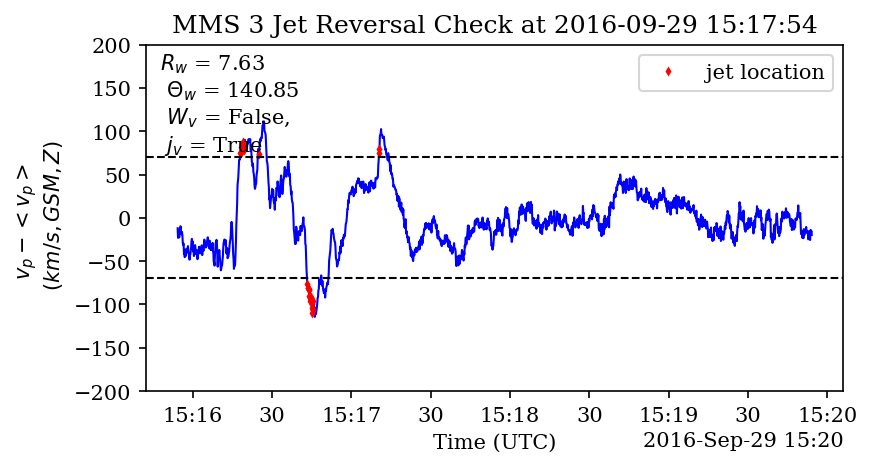 MMS 3 Jet Reversal Check at 2016-09-29 15:17:54
200
150
100
50
0
−50
−100
−150
−200
v_p − < v_p >
(km/s, GSM, Z)
R_w = 7.63
Θ_w = 140.85
W_v = False,
j_v = True
jet location
15:16 30 15:17 30 15:18 30 15:19 30 15:20
Time (UTC)
2016-Sep-29 15:20